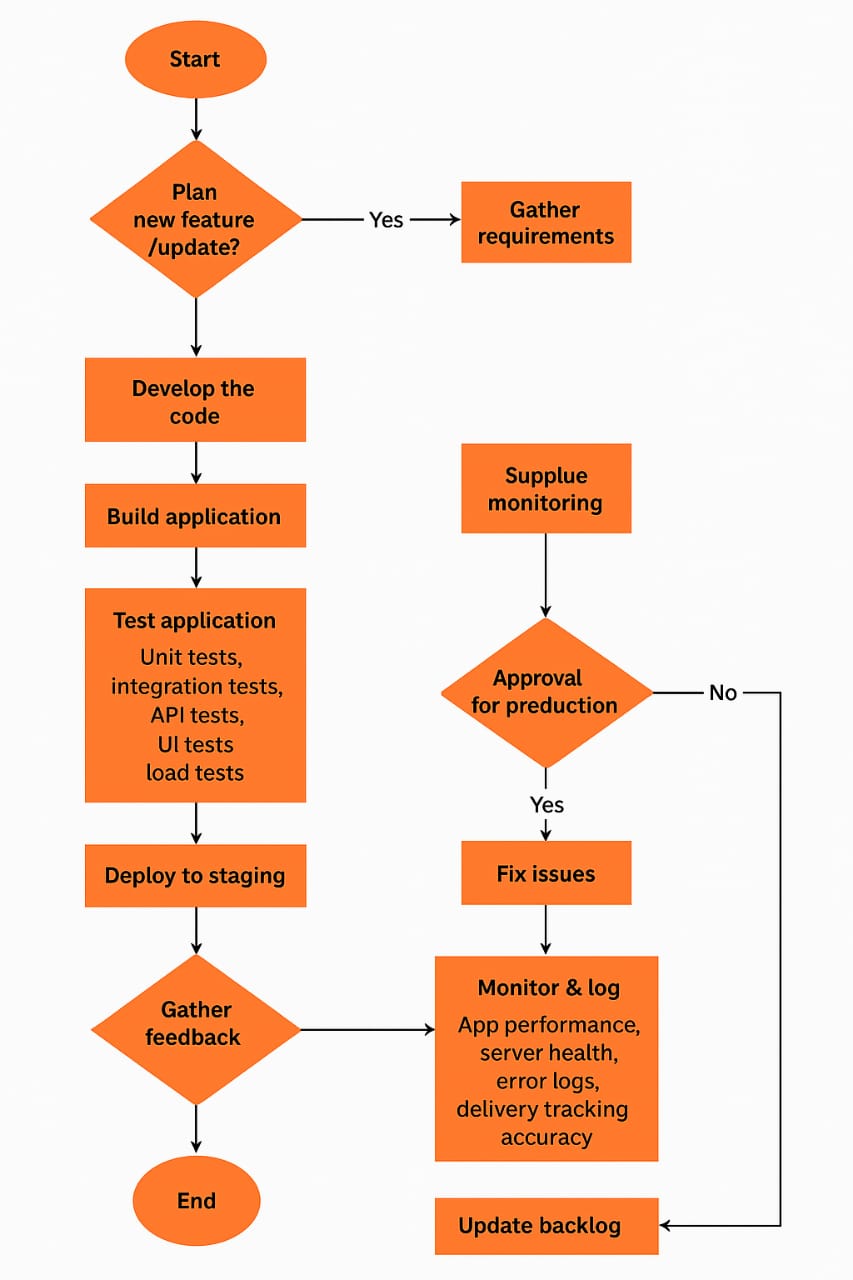 Start
Plan
new feature
/update?
Yes
Gather
requirements
Develop the
code
Build application
Test application
Unit tests,
integration tests,
API tests,
UI tests
load tests
Deploy to staging
Gather
feedback
End
Supplue
monitoring
Approval
for preduction
No
Yes
Fix issues
Monitor & log
App performance,
server health,
error logs,
delivery tracking
accuracy
Update backlog